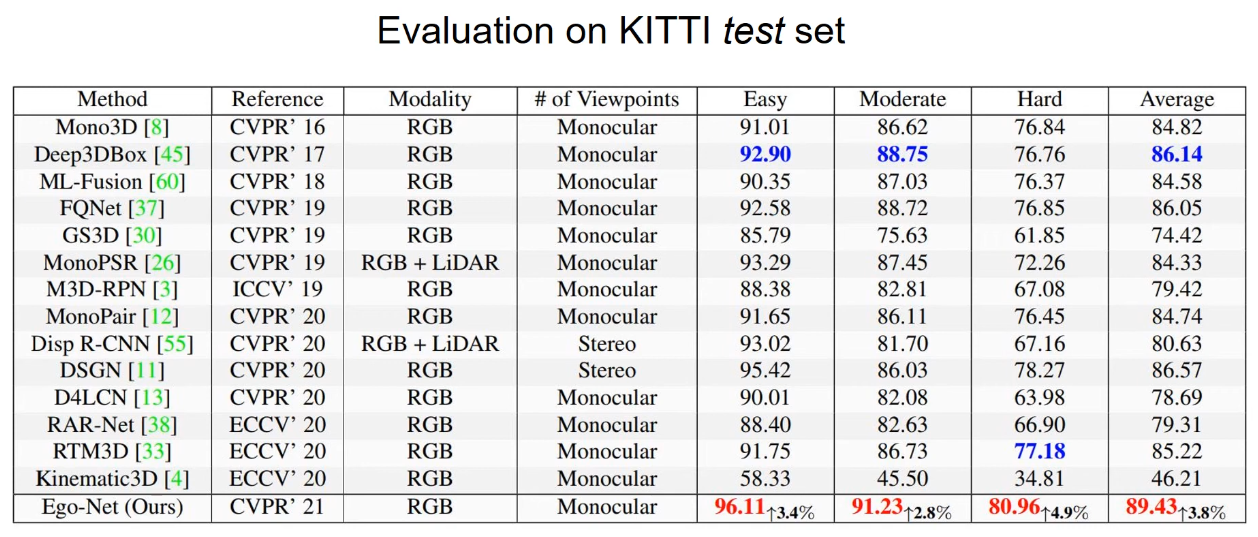 Evaluation on KITTI test set
Method Reference Modality # of Viewpoints Easy Moderate Hard Average
Mono3D [8] CVPR' 16 RGB Monocular 91.01 86.62 76.84 84.82
Deep3DBox [45] CVPR' 17 RGB Monocular 92.90 88.75 76.76 86.14
ML-Fusion [60] CVPR' 18 RGB Monocular 90.35 87.03 76.37 84.58
FQNet [37] CVPR' 19 RGB Monocular 92.58 88.72 76.85 86.05
GS3D [30] CVPR' 19 RGB Monocular 85.79 75.63 61.85 74.42
MonoPSR [26] CVPR' 19 RGB + LiDAR Monocular 93.29 87.45 72.26 84.33
M3D-RPN [3] ICCV' 19 RGB Monocular 88.38 82.81 67.08 79.42
MonoPair [12] CVPR' 20 RGB Monocular 91.65 86.11 76.45 84.74
Disp R-CNN [55] CVPR' 20 RGB + LiDAR Stereo 93.02 81.70 67.16 80.63
DSGN [11] CVPR' 20 RGB Stereo 95.42 86.03 78.27 86.57
D4LCN [13] CVPR' 20 RGB Monocular 90.01 82.08 63.98 78.69
RAR-Net [38] ECCV' 20 RGB Monocular 88.40 82.63 66.90 79.31
RTM3D [33] ECCV' 20 RGB Monocular 91.75 86.73 77.18 85.22
Kinematic3D [4] ECCV' 20 RGB Monocular 58.33 45.50 34.81 46.21
Ego-Net (Ours) CVPR' 21 RGB Monocular 96.11↑3.4% 91.23↑2.8% 80.96↑4.9% 89.43↑3.8%